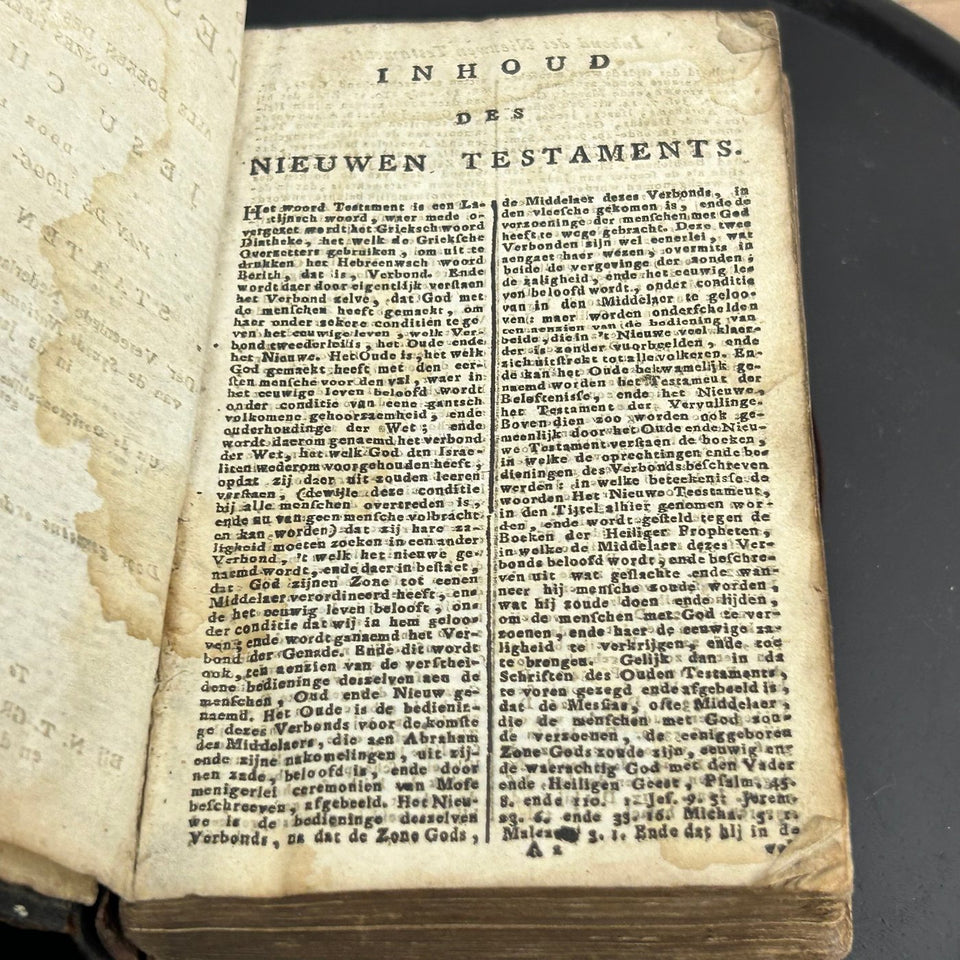 INHOUD
DES
NIEUWEN TESTAMENTS.
Het woord Testament is een La-
tijnsch woord, waer mede o-
vergezet wordt het Grieksch woord
Diatheke, het welk de Grieksche
Overzetters gebruiken, om uit te
drukken het Hebreeuwsch woord
Berith, dat is, Verbond. Ende
wordt daer door eigentlijk verstaen
het Verbond zelve, dat God met
de menschen heeft gemaekt, om
haer onder zekere conditiën te ge-
ven het eeuwige leven, welk Ver-
bond tweederleiis, het Oude ende
het Nieuwe. Het Oude is, het welk
God gemaekt heeft met den eer-
sten mensche voor den val, waer in
het eeuwige leven beloofd wordt
onder conditie van eene gantsch
volkomene gehoorzaemheid, ende
onderhoudinge der Wet; ende
wordt daerom genaemd het verbond
der Wet, het welk God den Israe-
liten wederom voorgehouden heeft,
opdat zij daer uit zouden leeren
verstaen, (dewijle deze conditie
bij alle menschen overtreden is,
ende nu van geen mensche volbracht
en kan worden) dat zij hare za-
ligheid moeten zoeken in een ander
Verbond, 't welk het nieuwe ge-
naemd wordt, ende daer in bestaet,
dat God zijnen Zone tot eenen
Middelaer verordineerd heeft, ene
de het eeuwig leven belooft, on-
der conditie dat wij in hem geloo-
ven; ende wordt ganaemd het Ver-
bond der Genade. Ende dit wordt
ook, ten aenzien van de verschei-
dene bedieninge desselven aen de
menschen, Oud ende Nieuw ge-
naemd. Het Oude is de bedienin-
ge dezes Verbonds voor de komste
des Middelaers, die aen Abraham
ende zijne nakomelingen, uit zij-
nen zade, beloofd is, ende door
menigerlei ceremonien van Mose
beschreeven, afgebeeld. Het Nieu-
we is de bedieninge desselven
Verbonds, na dat de Zone Gods,
de Middelaer dezes Verbonds, in
den vleesche gekomen is, ende de
verzoeninge der menschen met God
heeft te wege gebracht. Deze twee
Verbonden zijn wel eenerlei, wat
aengaet haer wezen, overmits in
beide de vergevinge der zonden;
de zaligheid, ende het eeuwig le-
ven beloofd wordt, onder conditie
van in den Middelaer te geloo-
ven: maer worden onderscheiden
ten aenzien van de bediening van
beide, die in 't Nieuwe veel klaer-
der is zonder voorbeelden, ende
zich uitstrekt tot alle volkeren. En-
de kan het Oude bekwamelijk ge-
naemd worden het Testament der
Beloftenisse, ende het Nieuwe,
het Testament der Vervullinge.
Boven dien zoo worden ook ge-
meenlijk door het Oude ende Nieu-
we Testament verstaen de boeken,
in welke de oprechtingen ende be-
dieningen des Verbonds beschreven
werden: in welke beteekenisse de
woorden Het Nieuwe Teestament,
in den Tijtel alhier genomen wor-
den, ende wordt gesteld tegen de
Boeken der Heiliger Propheten,
in welke de Middelaer dezes Ver-
bonds beloofd wordt, ende beschre-
ven uit wat geslachte ende wan-
neer hij mensche zoude worden,
wat hij zoude doen ende lijden,
om de menschen met God te ver-
zoenen, ende haer de eeuwige za-
ligheid te verkrijgen, ende toe
te brengen. Gelijk dan in de
Schriften des Ouden Testaments,
te voren gezegd ende afgebeeld is,
dat de Messias, ofte Middelaer,
die de menschen met God zou-
de verzoenen, de eeniggeboren
Zone Gods zoude zijn, eeuwig en-
de waerachtig God met den Vader
ende Heiligen Geest, Psalm. 45.
8. ende 110. 1. Jes. 9. 5: Jerem.
23. 6. ende 33. 16. Micha. 5: 1.
Maleac 3. 1. Ende dat hij in de
A 2